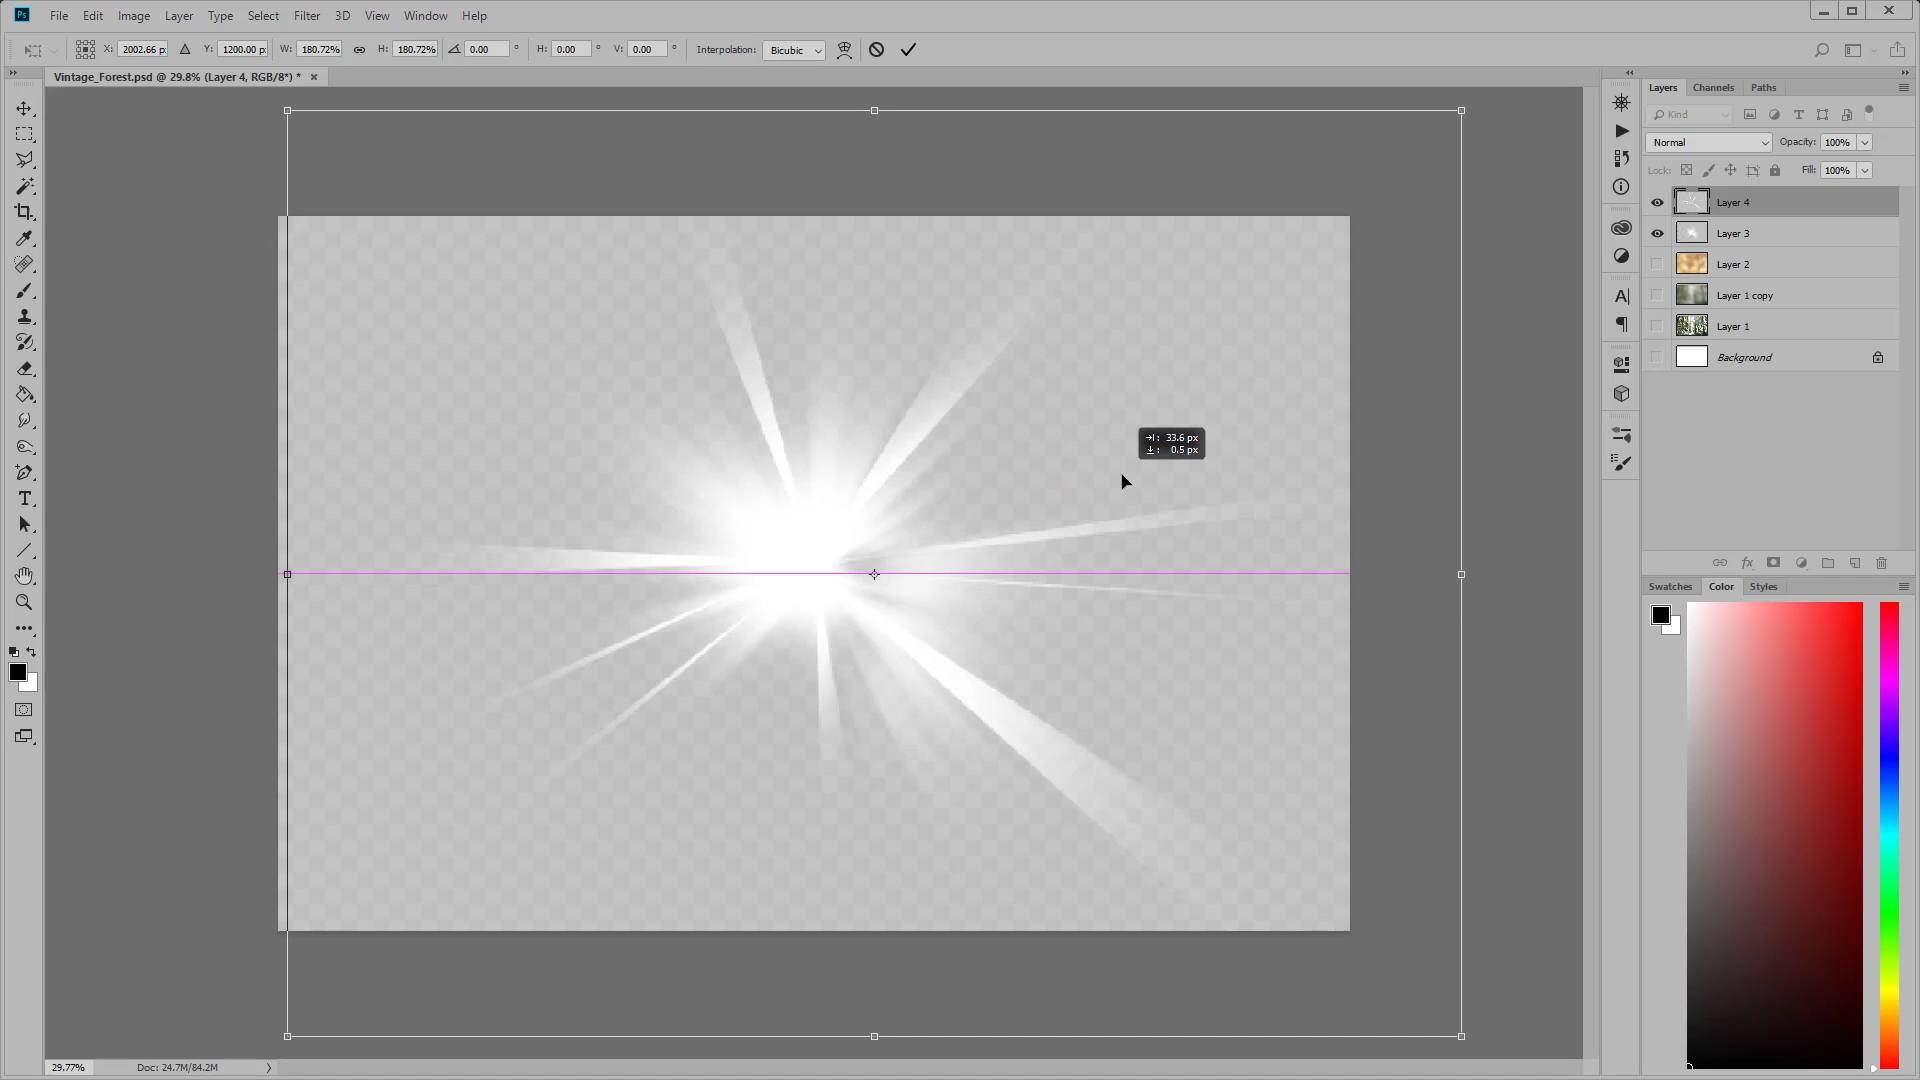 Ps File Edit Image Layer Type Select Filter 3D View Window Help
X: 2002.66 p Y: 1200.00 p W: 180.72% H: 180.72% 0.00 ° H: 0.00 ° V: 0.00 ° Interpolation: Bicubic
Vintage_Forest.psd @ 29.8% (Layer 4, RGB/8*) *
Layers Channels Paths
Kind
Normal Opacity: 100%
Lock: Fill: 100%
Layer 4
Layer 3
Layer 2
Layer 1 copy
Layer 1
Background
33.6 px
0.5 px
Swatches Color Styles
29.77% Doc: 24.7M/84.2M